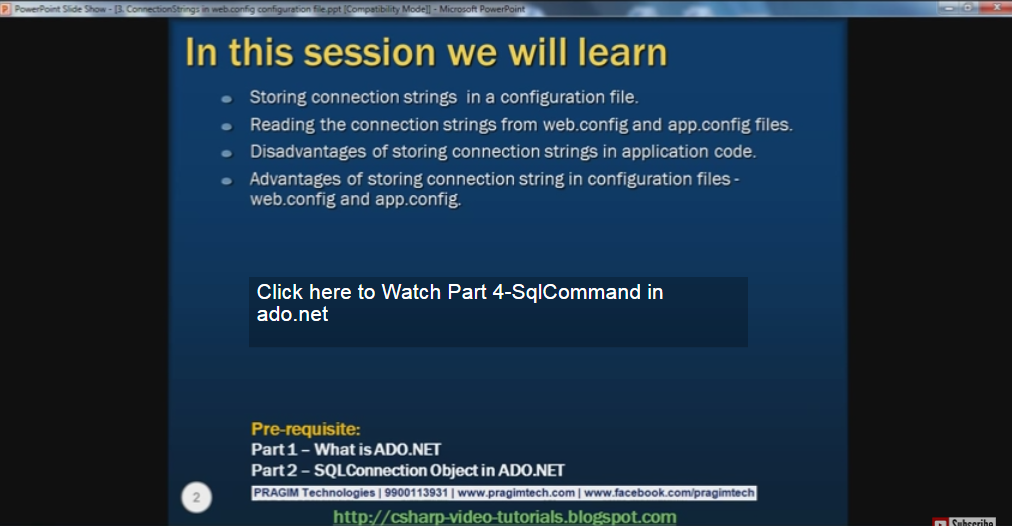 PowerPoint Slide Show - [3. ConnectionStrings in web.config configuration file.ppt [Compatibility Mode]] - Microsoft PowerPoint
In this session we will learn
Storing connection strings in a configuration file.
Reading the connection strings from web.config and app.config files.
Disadvantages of storing connection strings in application code.
Advantages of storing connection string in configuration files -
web.config and app.config.
Click here to Watch Part 4-SqlCommand in
ado.net
Pre-requisite:
Part 1 – What is ADO.NET
Part 2 – SQLConnection Object in ADO.NET
2
PRAGIM Technologies | 9900113931 | www.pragimtech.com | www.facebook.com/pragimtech
http://csharp-video-tutorials.blogspot.com
Subscribe